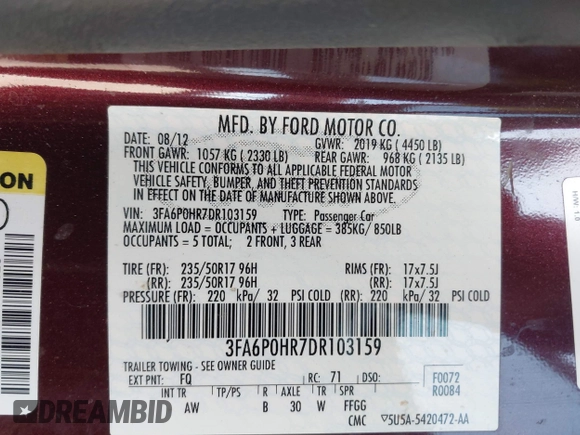 MFD. BY FORD MOTOR CO.
DATE: 08/12 GVWR: 2019 KG ( 4450 LB)
FRONT GAWR: 1057 KG ( 2330 LB) REAR GAWR: 968 KG ( 2135 LB)
THIS VEHICLE CONFORMS TO ALL APPLICABLE FEDERAL MOTOR
VEHICLE SAFETY, BUMPER, AND THEFT PREVENTION STANDARDS
IN EFFECT ON THE DATE OF MANUFACTURE SHOWN ABOVE.
VIN: 3FA6P0HR7DR103159 TYPE: Passenger Car
MAXIMUM LOAD = OCCUPANTS + LUGGAGE = 385KG/ 850LB
OCCUPANTS = 5 TOTAL; 2 FRONT, 3 REAR
TIRE (FR): 235/50R17 96H RIMS (FR): 17x7.5J
(RR): 235/50R17 96H (RR): 17x7.5J
PRESSURE (FR): 220 kPa/ 32 PSI COLD (RR): 220 kPa/ 32 PSI COLD
3FA6P0HR7DR103159
TRAILER TOWING - SEE OWNER GUIDE
EXT PNT: FQ RC: 71 DSO: F0072
R0084
INT TR TP/PS R AXLE TR SPR
AW B 30 W FFGG
CMC 5U5A-5420472-AA
ION
H/W: 1.8
DREAMBID